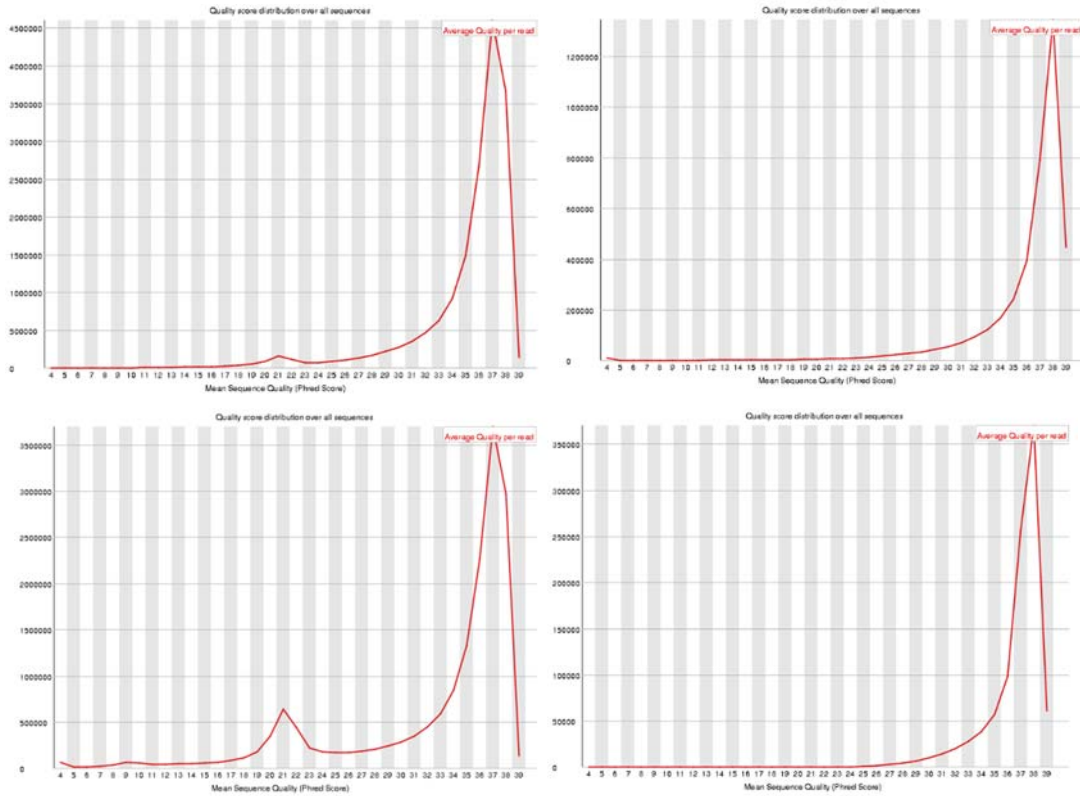 Quality score distribution over all sequences
Average Quality per read
4500000
4000000
3500000
3000000
2500000
2000000
1500000
1000000
500000
0
4 5 6 7 8 9 10 11 12 13 14 15 16 17 18 19 20 21 22 23 24 25 26 27 28 29 30 31 32 33 34 35 36 37 38 39
Mean Sequence Quality (Phred Score)
Quality score distribution over all sequences
Average Quality per read
1200000
1000000
800000
600000
400000
200000
0
4 5 6 7 8 9 10 11 12 13 14 15 16 17 18 19 20 21 22 23 24 25 26 27 28 29 30 31 32 33 34 35 36 37 38 39
Mean Sequence Quality (Phred Score)
Quality score distribution over all sequences
Average Quality per read
3500000
3000000
2500000
2000000
1500000
1000000
500000
0
4 5 6 7 8 9 10 11 12 13 14 15 16 17 18 19 20 21 22 23 24 25 26 27 28 29 30 31 32 33 34 35 36 37 38 39
Mean Sequence Quality (Phred Score)
Quality score distribution over all sequences
Average Quality per read
350000
300000
250000
200000
150000
100000
50000
0
4 5 6 7 8 9 10 11 12 13 14 15 16 17 18 19 20 21 22 23 24 25 26 27 28 29 30 31 32 33 34 35 36 37 38 39
Mean Sequence Quality (Phred Score)